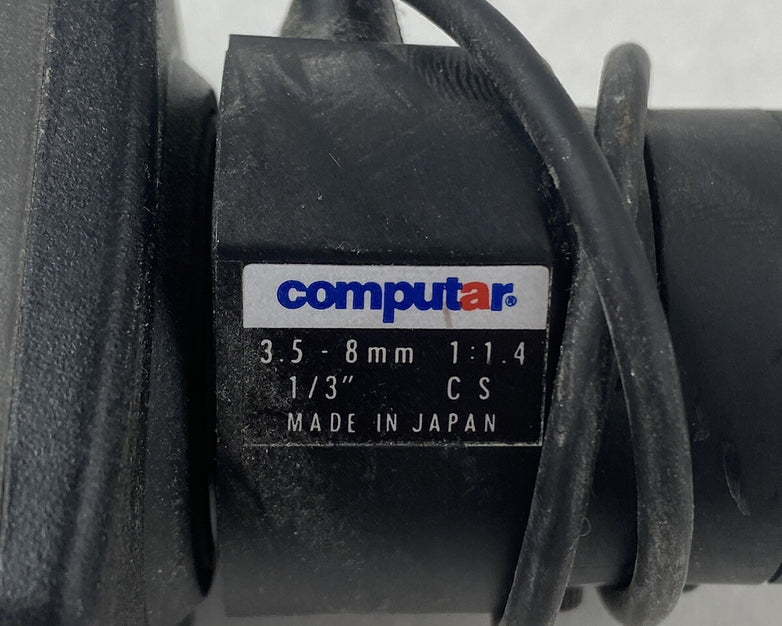 computar®
3.5 - 8mm 1:1.4
1/3" CS
MADE IN JAPAN